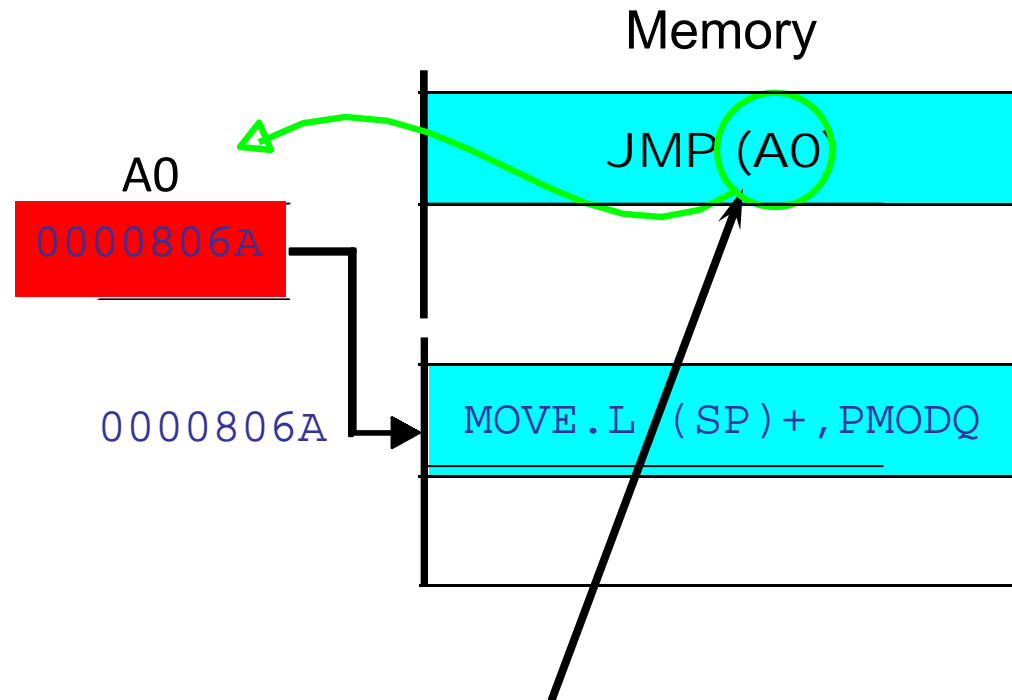 Memory
JMP (A0)
A0
0000806A
0000806A
MOVE.L (SP)+,PMODQ